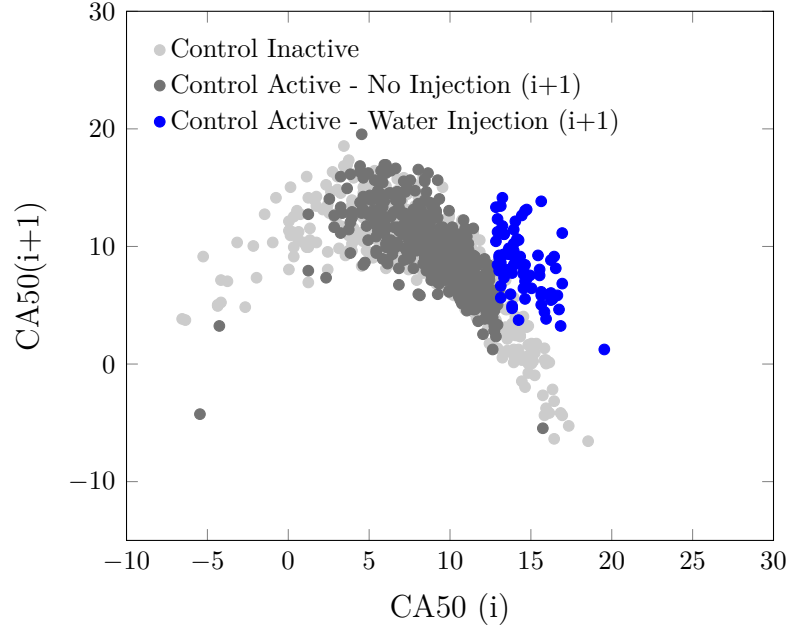 30
20
10
0
−10
CA50(i+1)
Control Inactive
Control Active - No Injection (i+1)
Control Active - Water Injection (i+1)
−10 −5 0 5 10 15 20 25 30
CA50 (i)